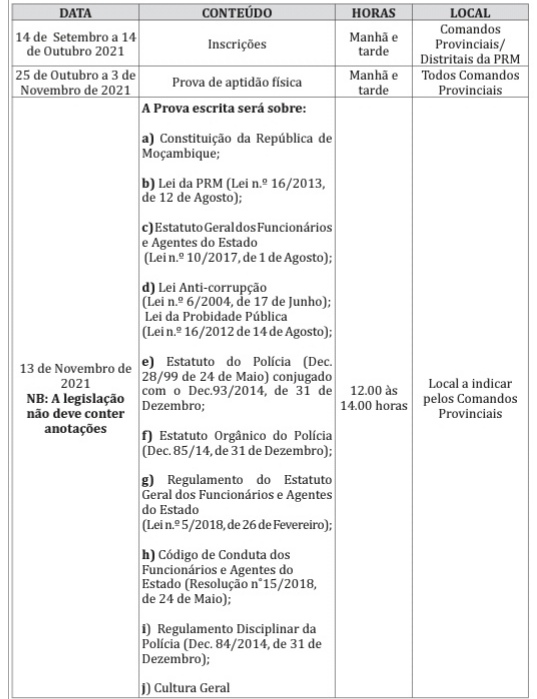 DATA CONTEÚDO HORAS LOCAL
14 de Setembro a 14
de Outubro 2021
Inscrições
Manhã e
tarde
Comandos
Provinciais/
Distritais da PRM
25 de Outubro a 3 de
Novembro de 2021
Prova de aptidão física
Manhã e
tarde
Todos Comandos
Provinciais
13 de Novembro de
2021
NB: A legislação
não deve conter
anotações
A Prova escrita será sobre:
a) Constituição da República de
Moçambique;
b) Lei da PRM (Lei n.º 16/2013,
de 12 de Agosto);
c) Estatuto Geral dos Funcionários
e Agentes do Estado
(Lei n.º 10/2017, de 1 de Agosto);
d) Lei Anti-corrupção
(Lei n.º 6/2004, de 17 de Junho);
Lei da Probidade Pública
(Lei n.º 16/2012 de 14 de Agosto);
e) Estatuto do Polícia (Dec.
28/99 de 24 de Maio) conjugado
com o Dec.93/2014, de 31 de
Dezembro;
f) Estatuto Orgânico do Polícia
(Dec. 85/14, de 31 de Dezembro);
g) Regulamento do Estatuto
Geral dos Funcionários e Agentes
do Estado
(Lei n.º 5/2018, de 26 de Fevereiro);
h) Código de Conduta dos
Funcionários e Agentes do
Estado (Resolução n°15/2018,
de 24 de Maio);
i) Regulamento Disciplinar da
Polícia (Dec. 84/2014, de 31 de
Dezembro);
j) Cultura Geral
12.00 às
14.00 horas
Local a indicar
pelos Comandos
Provinciais